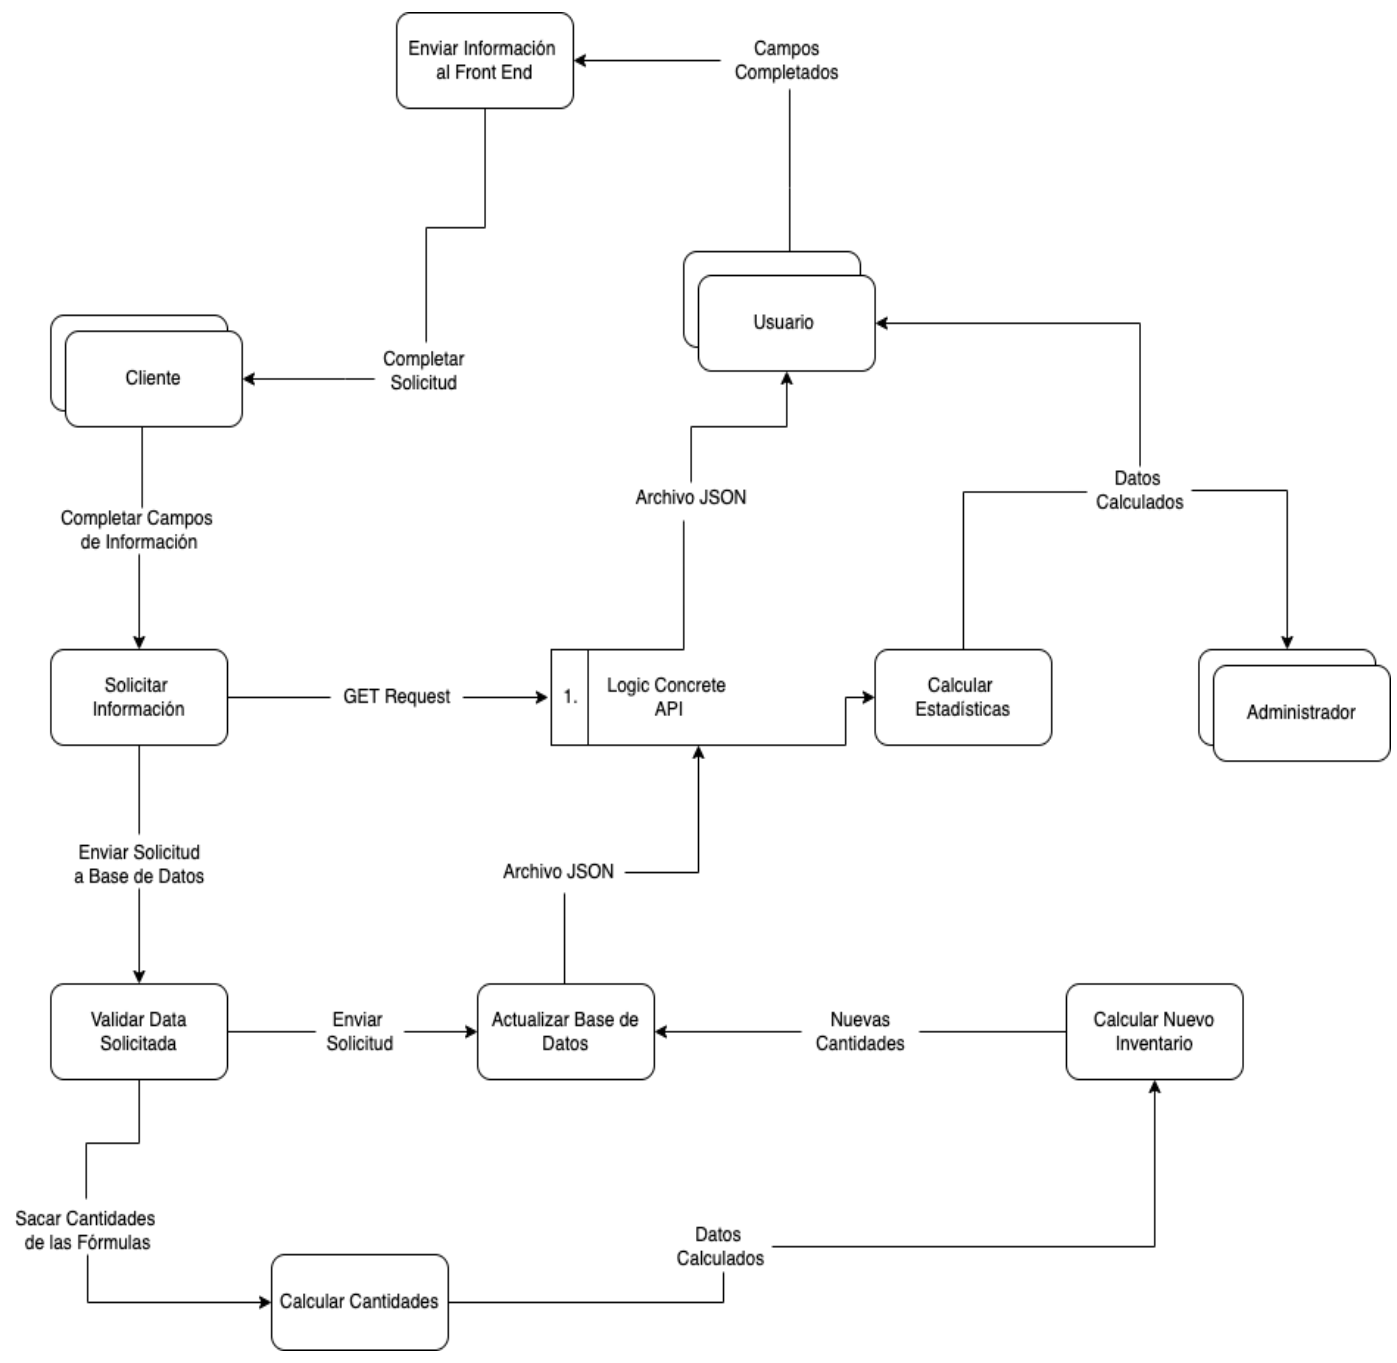 Enviar Información
al Front End
Campos
Completados
Usuario
Completar
Solicitud
Cliente
Datos
Calculados
Archivo JSON
Completar Campos
de Información
Solicitar
Información
GET Request
1.
Logic Concrete
API
Calcular
Estadísticas
Administrador
Enviar Solicitud
a Base de Datos
Archivo JSON
Validar Data
Solicitada
Enviar
Solicitud
Actualizar Base de
Datos
Nuevas
Cantidades
Calcular Nuevo
Inventario
Sacar Cantidades
de las Fórmulas
Datos
Calculados
Calcular Cantidades